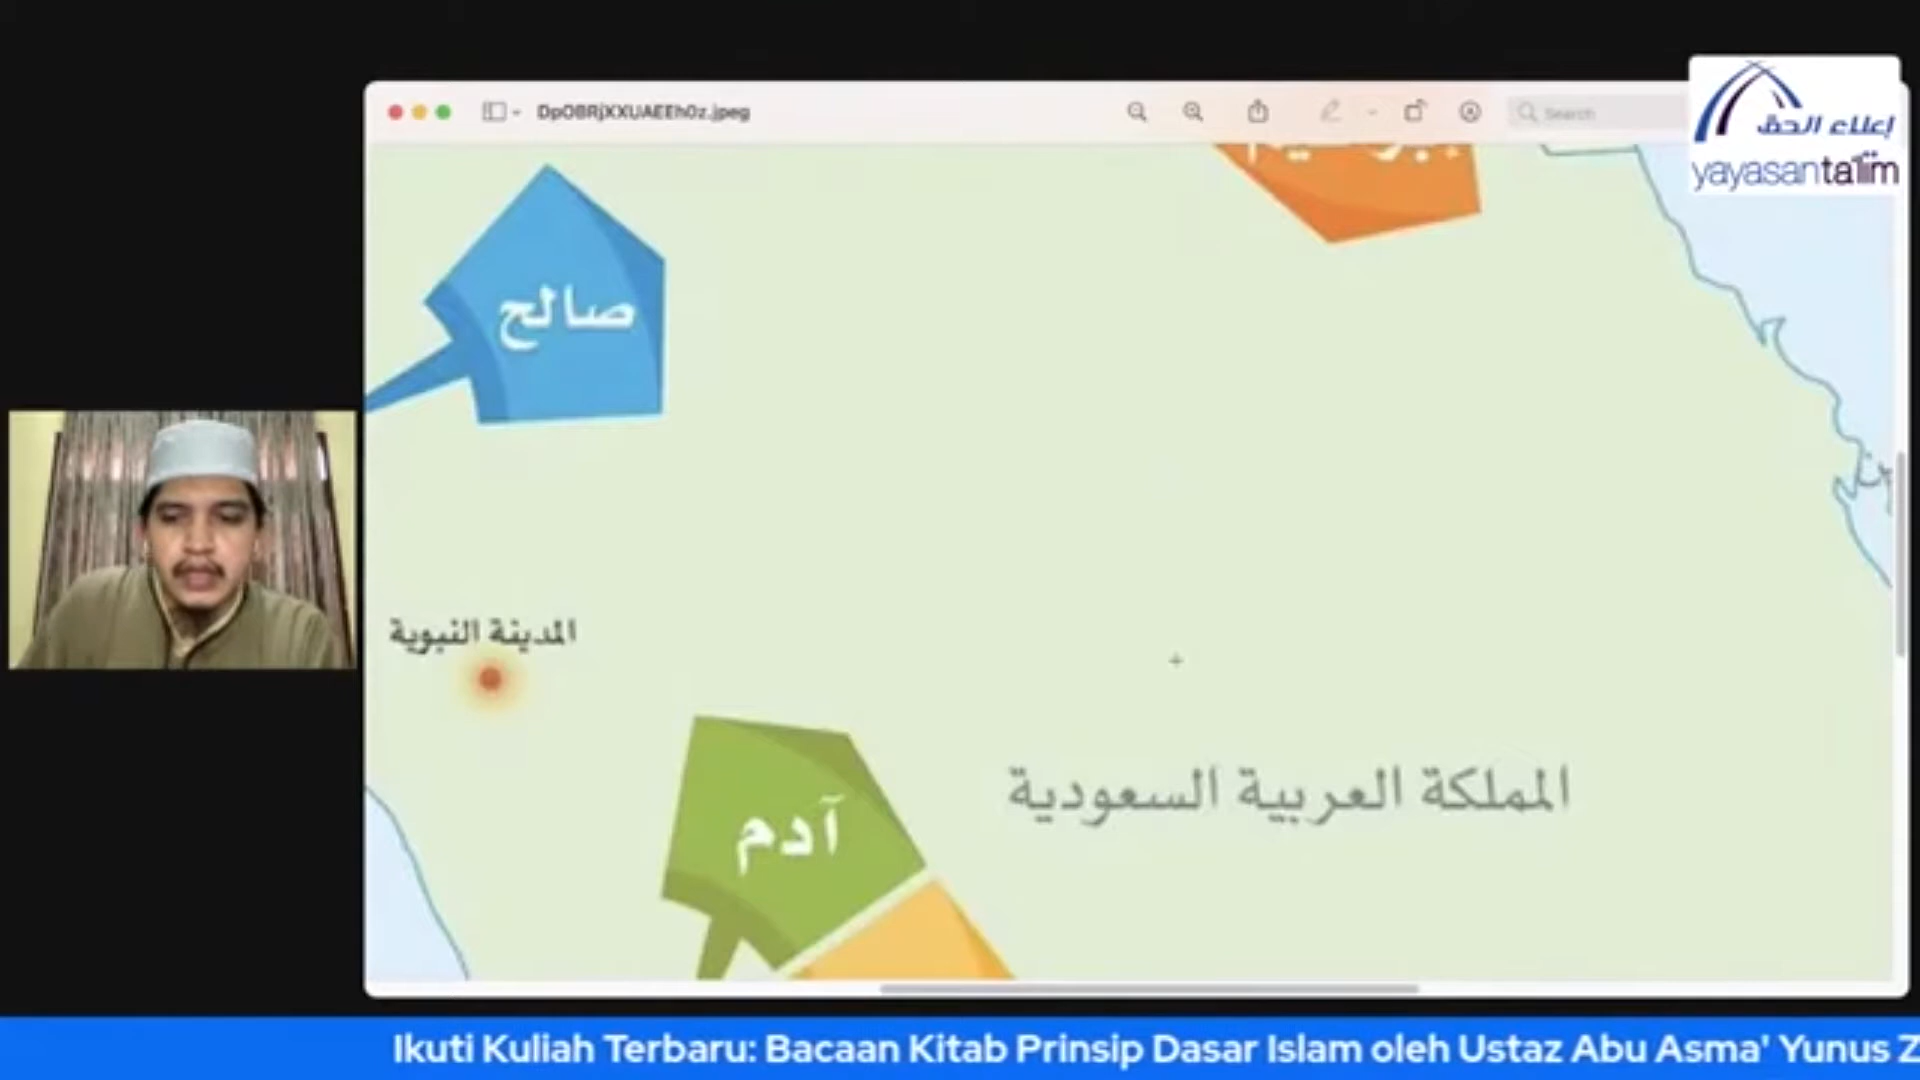 DpOBRjXXUAEEh0z.jpeg
Search
إعلاء الحق
yayasanta'lim
صالح
المدينة النبوية
آدم
المملكة العربية السعودية
Ikuti Kuliah Terbaru: Bacaan Kitab Prinsip Dasar Islam oleh Ustaz Abu Asma' Yunus Z